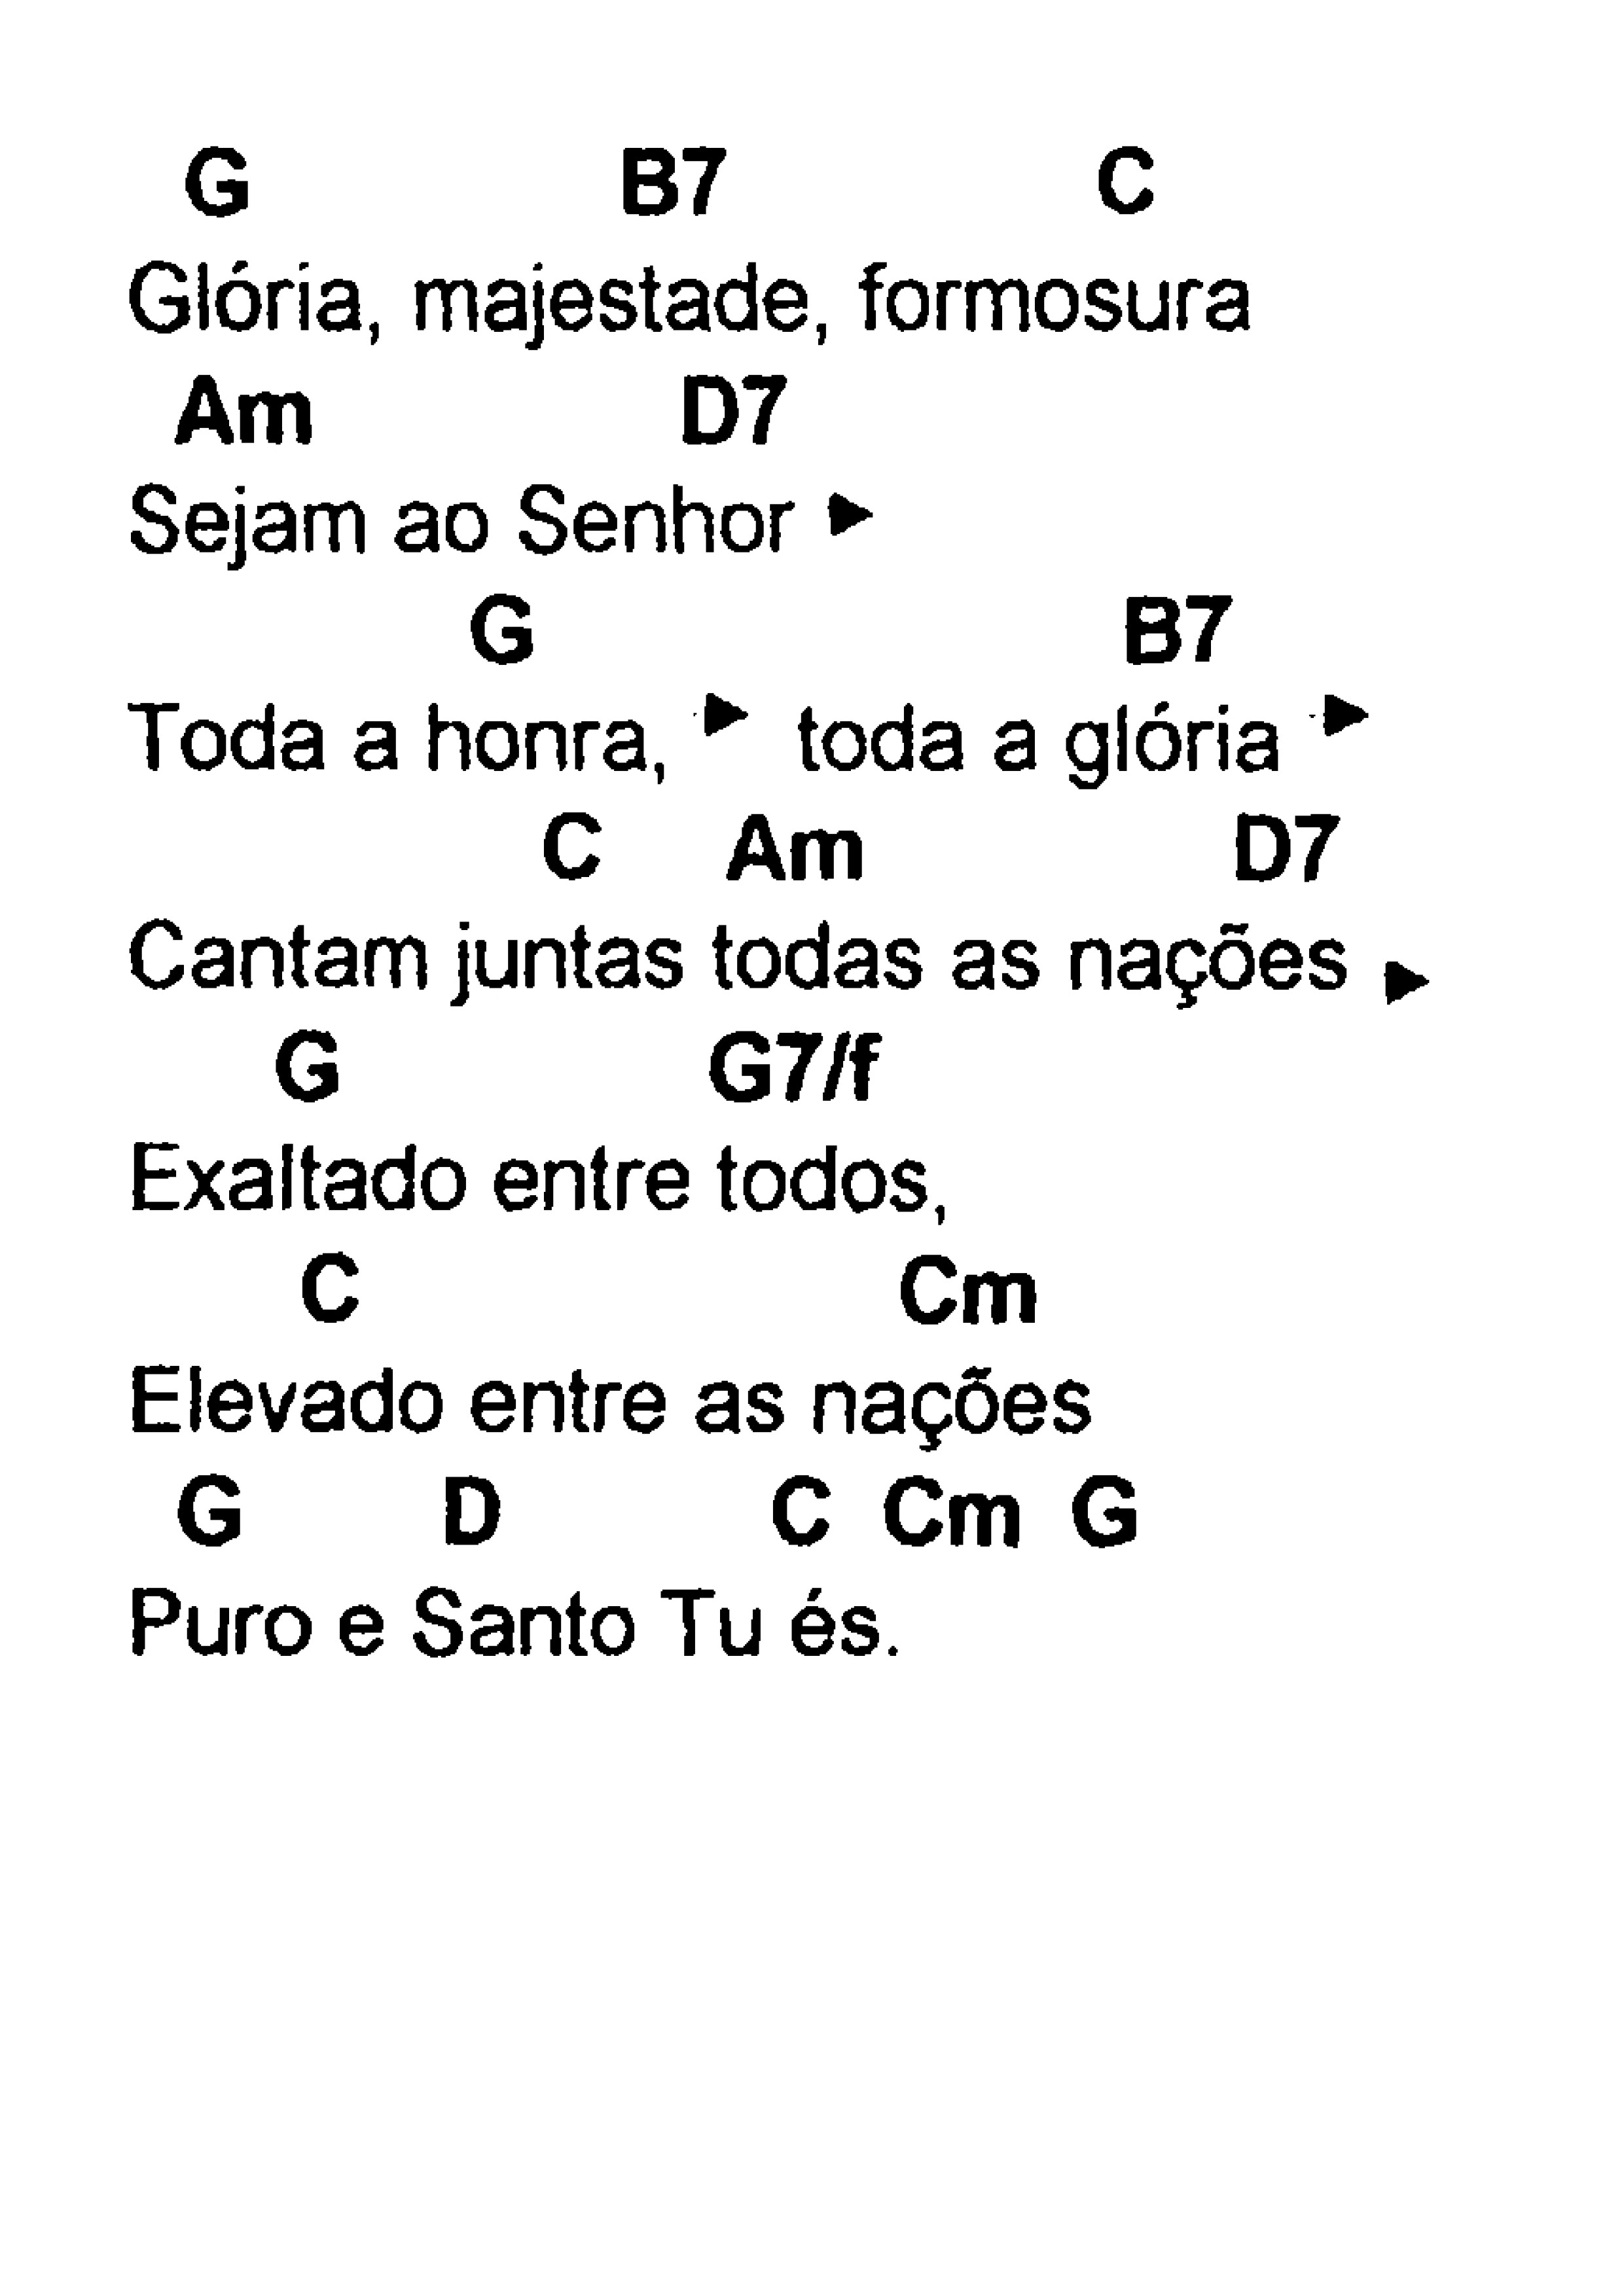 G B7 C
Glória, majestade, formosura
Am D7
Sejam ao Senhor ►
G B7
Toda a honra, ► toda a glória ►
C Am D7
Cantam juntas todas as nações ►
G G7/f
Exaltado entre todos,
C Cm
Elevado entre as nações
G D C Cm G
Puro e Santo Tu és.